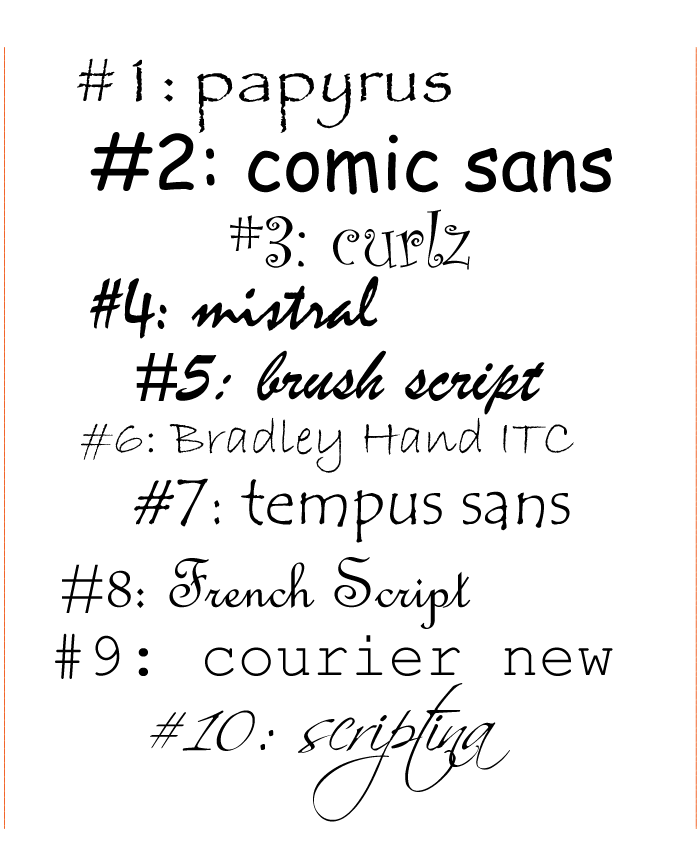 #1: papyrus
#2: comic sans
#3: curlz
#4: mistral
#5: brush script
#6: Bradley Hand ITC
#7: tempus sans
#8: French Script
#9: courier new
#10: scriptina